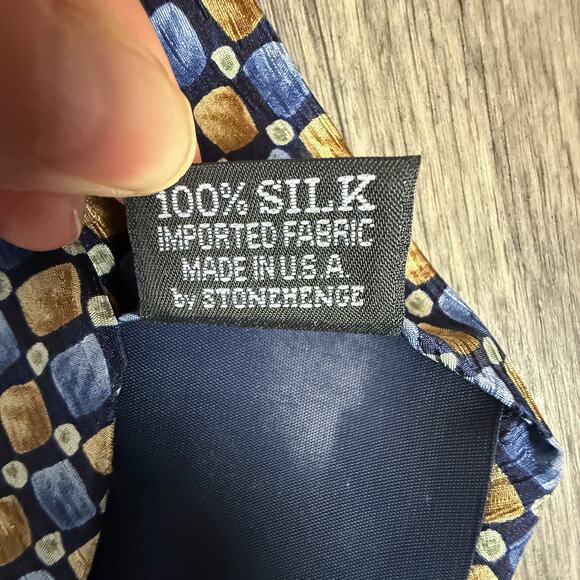 100% SILK
IMPORTED FABRIC
MADE IN U.S.A
by STONEHENGE